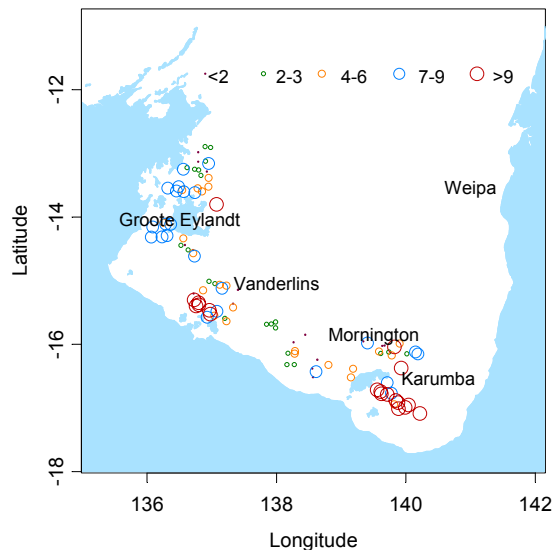 <2 2-3 4-6 7-9 >9
-12
Weipa
-14
Groote Eylandt
Vanderlins
-16
Mornington
Karumba
-18
136 138 140 142
Longitude
Latitude